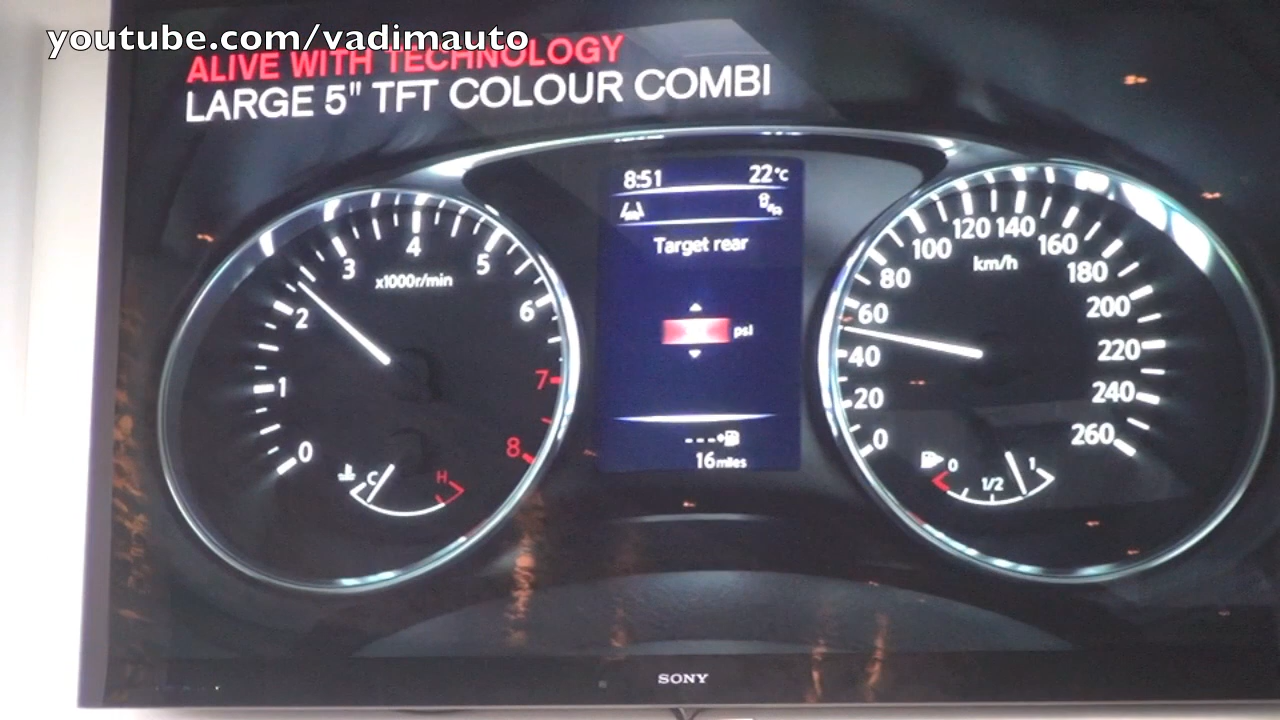 youtube.com/vadimauto
ALIVE WITH TECHNOLOGY
LARGE 5" TFT COLOUR COMBI
8:51 22°C
Target rear
psi
---
16 miles
0
1
2
3
4
5
6
7
8
x1000r/min
C H
0
20
40
60
80
100
120
140
160
180
200
220
240
260
km/h
0 1/2 1
SONY